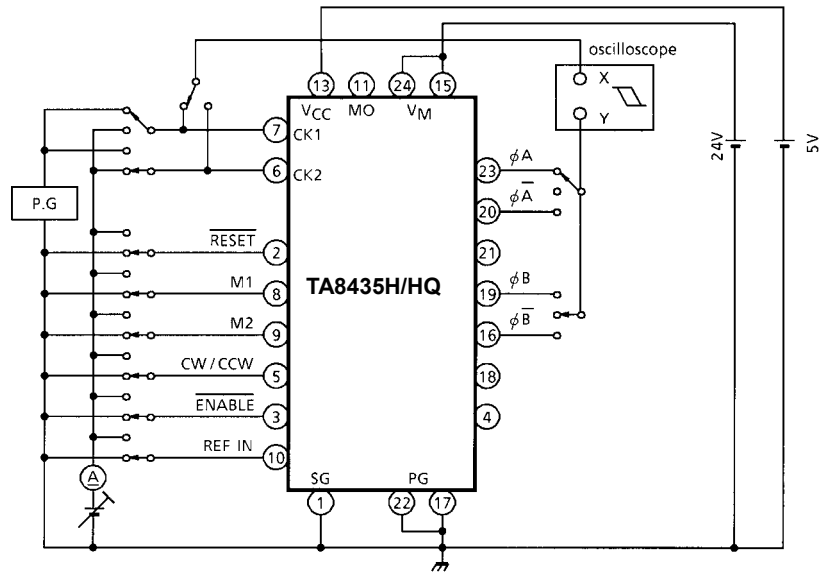 oscilloscope
X
Y
13
11
24
15
VCC
MO
VM
7
CK1
6
CK2
P.G
23
φA
20
φA̅
24V
5V
R̅E̅S̅E̅T̅
2
21
TA8435H/HQ
M1
8
19
φB
M2
9
16
φB̅
CW / CCW
5
18
E̅N̅A̅B̅L̅E̅
3
4
REF IN
10
A
SG
PG
1
22
17